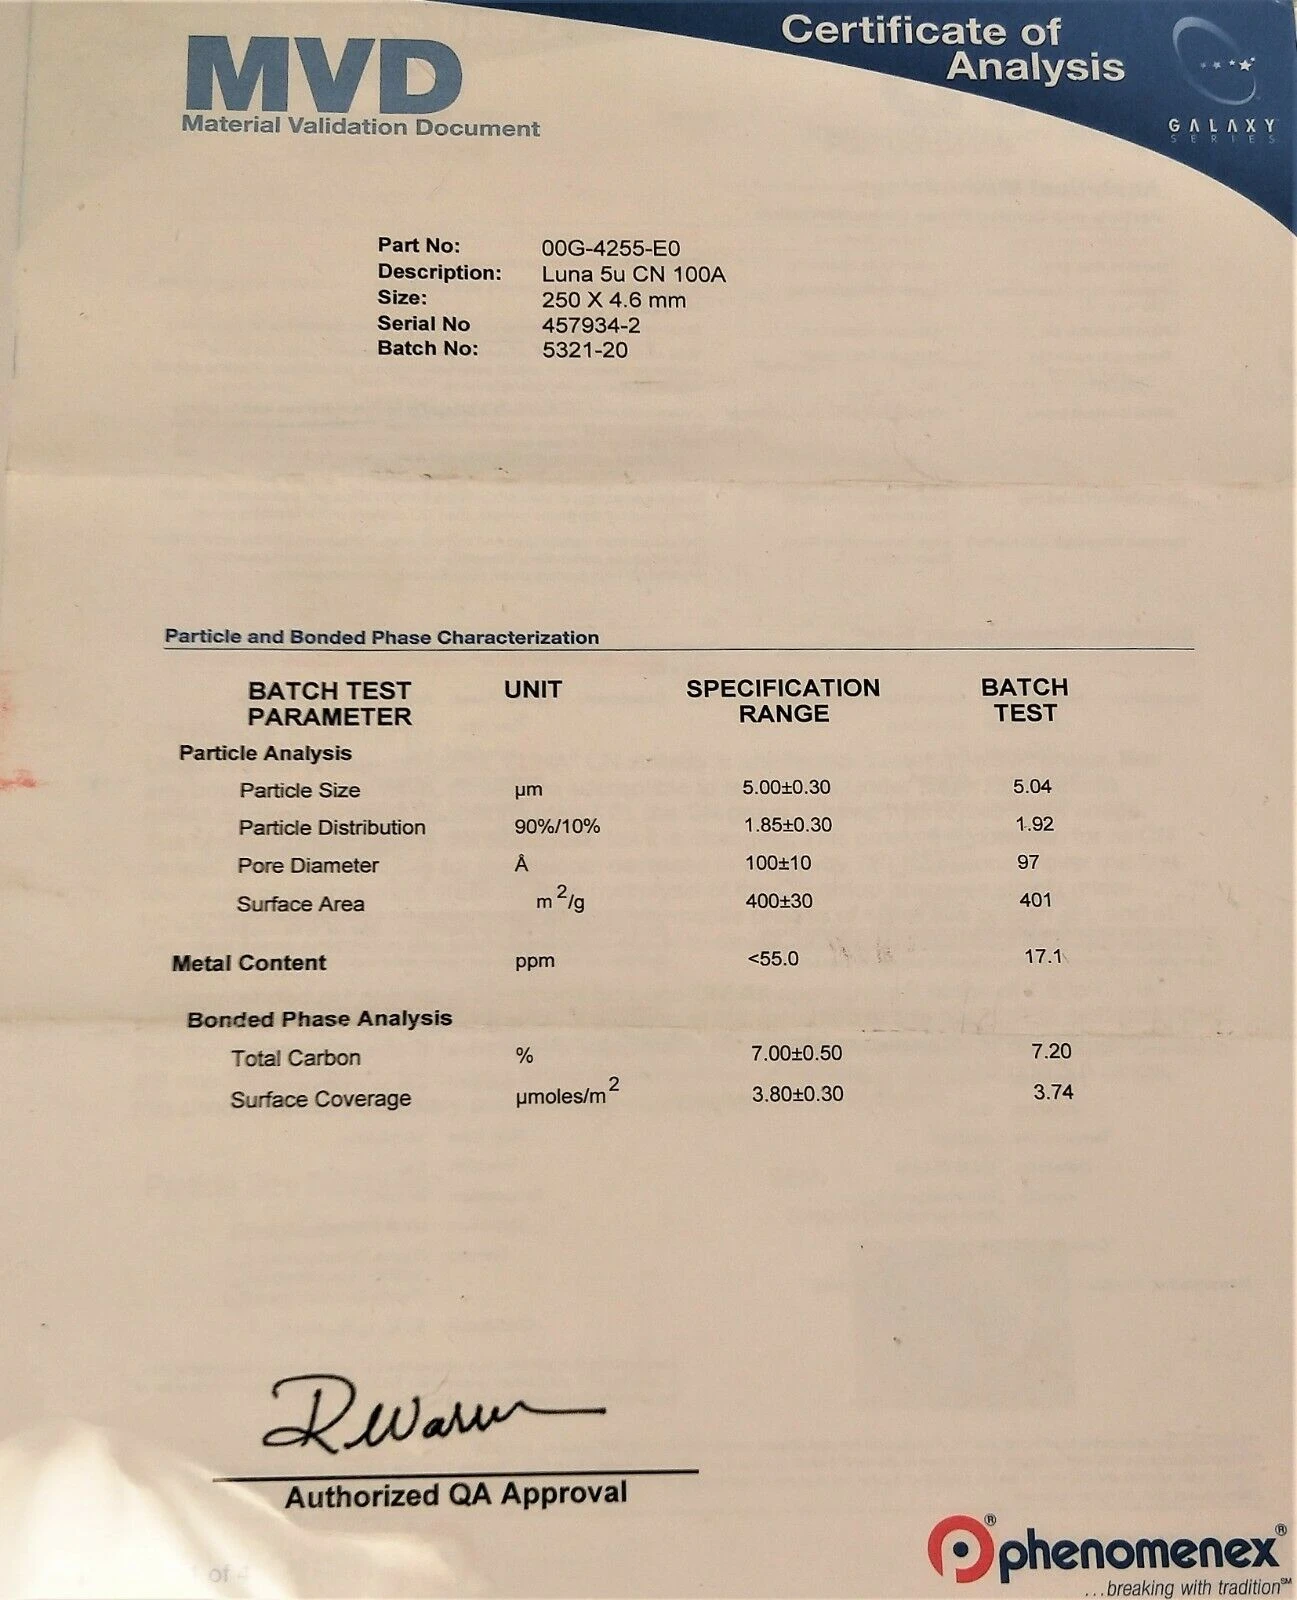 MVD
Material Validation Document
Certificate of
Analysis
GALAXY
SERIES
Part No: 00G-4255-E0
Description: Luna 5u CN 100A
Size: 250 X 4.6 mm
Serial No 457934-2
Batch No: 5321-20
Particle and Bonded Phase Characterization
BATCH TEST PARAMETER UNIT SPECIFICATION RANGE BATCH TEST
Particle Analysis
Particle Size µm 5.00±0.30 5.04
Particle Distribution 90%/10% 1.85±0.30 1.92
Pore Diameter Å 100±10 97
Surface Area m²/g 400±30 401
Metal Content ppm <55.0 17.1
Bonded Phase Analysis
Total Carbon % 7.00±0.50 7.20
Surface Coverage µmoles/m² 3.80±0.30 3.74
Authorized QA Approval
phenomenex®
...breaking with tradition℠